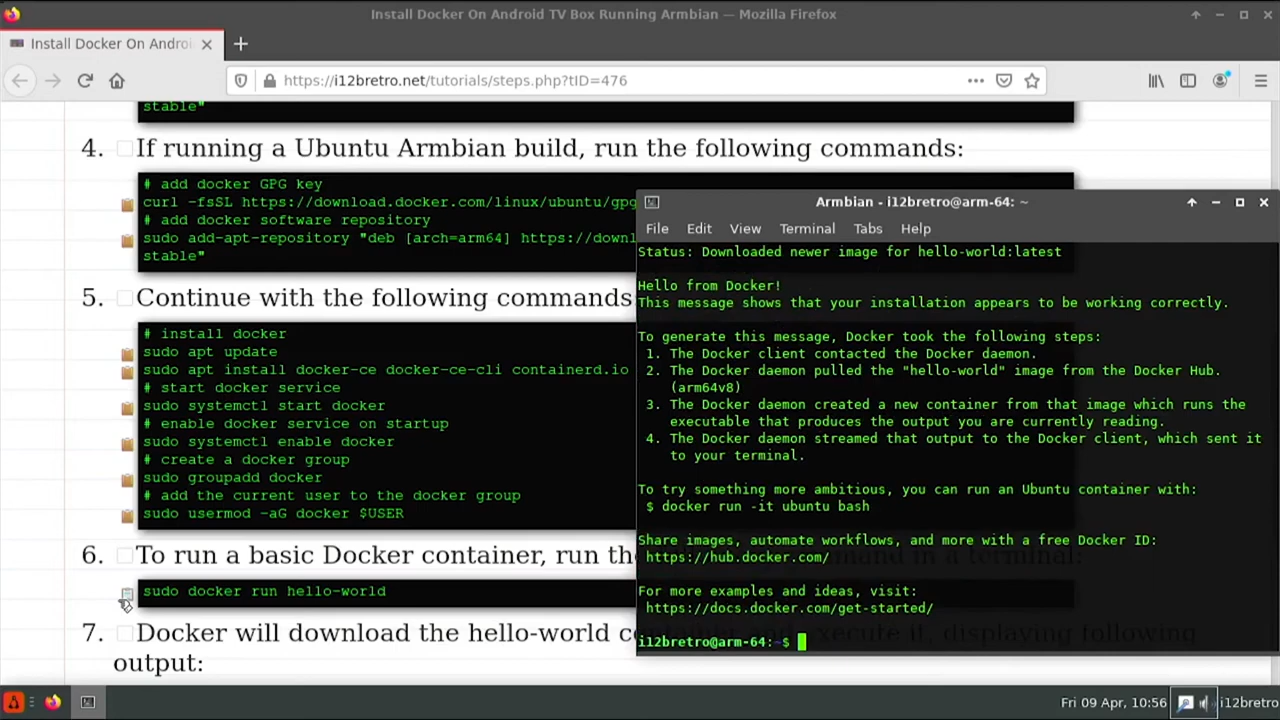 Install Docker On Android TV Box Running Armbian — Mozilla Firefox
Install Docker On Androi
https://i12bretro.net/tutorials/steps.php?tID=476
stable"
4. If running a Ubuntu Armbian build, run the following commands:
# add docker GPG key
curl -fsSL https://download.docker.com/linux/ubuntu/gpg
# add docker software repository
sudo add-apt-repository "deb [arch=arm64] https://downl
stable"
5. Continue with the following commands
# install docker
sudo apt update
sudo apt install docker-ce docker-ce-cli containerd.io
# start docker service
sudo systemctl start docker
# enable docker service on startup
sudo systemctl enable docker
# create a docker group
sudo groupadd docker
# add the current user to the docker group
sudo usermod -aG docker $USER
6. To run a basic Docker container, run the following command in a terminal:
sudo docker run hello-world
7. Docker will download the hello-world container and execute it, displaying following
output:
Armbian - i12bretro@arm-64: ~
File Edit View Terminal Tabs Help
Status: Downloaded newer image for hello-world:latest
Hello from Docker!
This message shows that your installation appears to be working correctly.
To generate this message, Docker took the following steps:
1. The Docker client contacted the Docker daemon.
2. The Docker daemon pulled the "hello-world" image from the Docker Hub.
(arm64v8)
3. The Docker daemon created a new container from that image which runs the
executable that produces the output you are currently reading.
4. The Docker daemon streamed that output to the Docker client, which sent it
to your terminal.
To try something more ambitious, you can run an Ubuntu container with:
$ docker run -it ubuntu bash
Share images, automate workflows, and more with a free Docker ID:
https://hub.docker.com/
For more examples and ideas, visit:
https://docs.docker.com/get-started/
i12bretro@arm-64:~$
Fri 09 Apr, 10:56
i12bretro